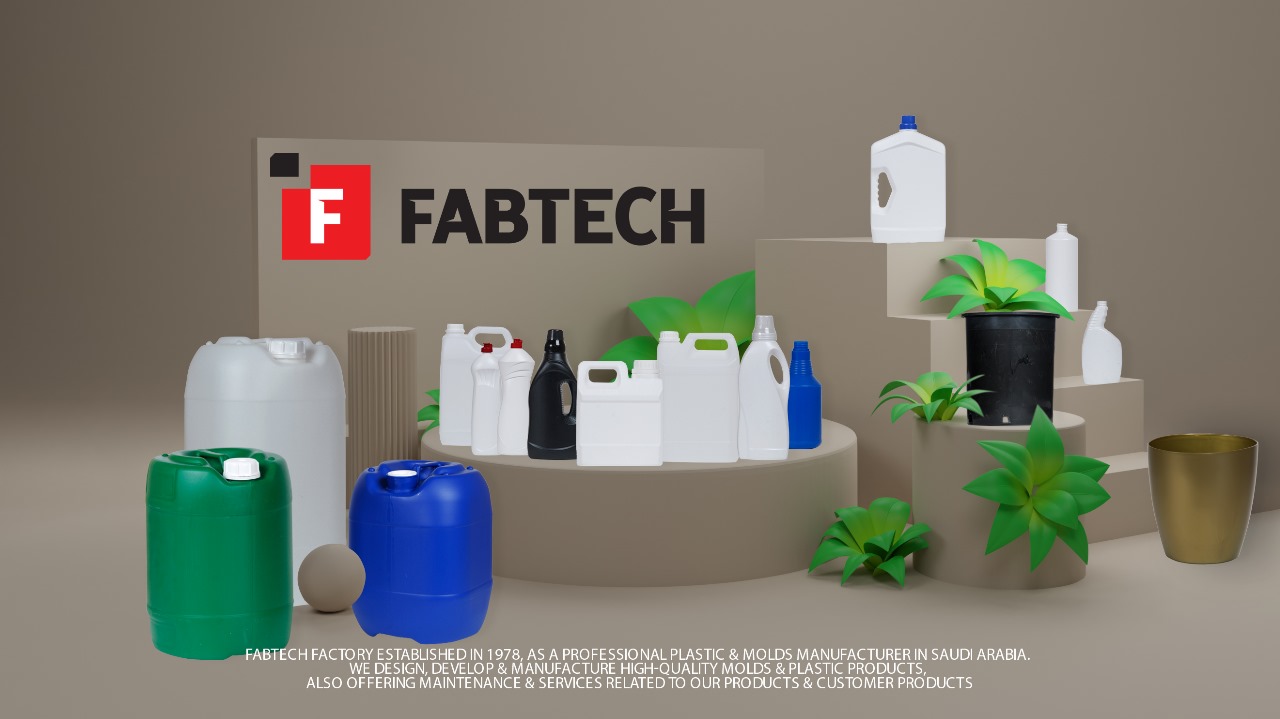 F FABTECH
FABTECH FACTORY ESTABLISHED IN 1978, AS A PROFESSIONAL PLASTIC & MOLDS MANUFACTURER IN SAUDI ARABIA.
WE DESIGN, DEVELOP & MANUFACTURE HIGH-QUALITY MOLDS & PLASTIC PRODUCTS,
ALSO OFFERING MAINTENANCE & SERVICES RELATED TO OUR PRODUCTS & CUSTOMER PRODUCTS